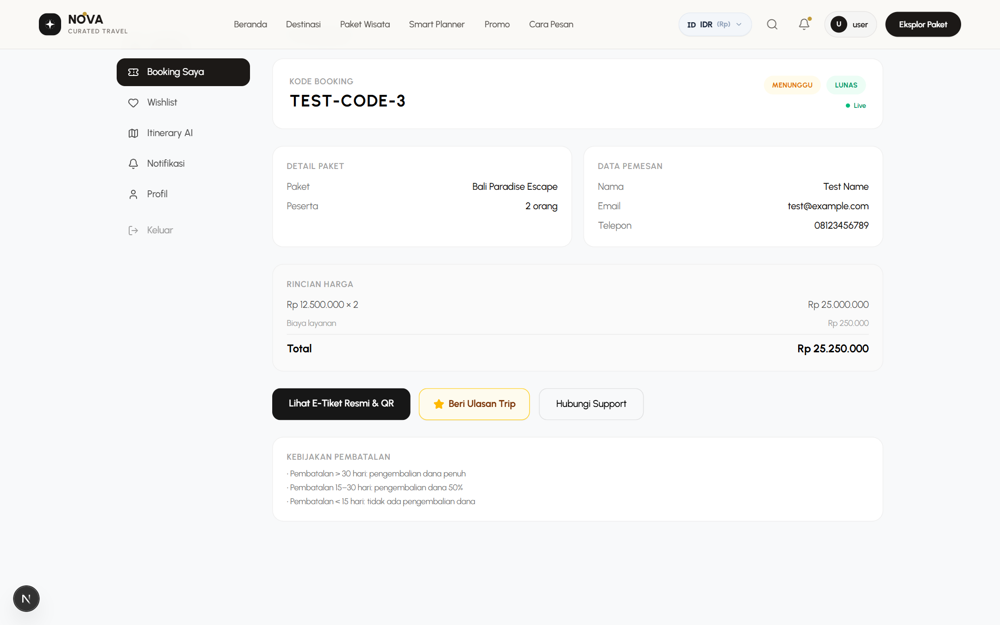 NOVA
CURATED TRAVEL
Beranda
Destinasi
Paket Wisata
Smart Planner
Promo
Cara Pesan
ID IDR (Rp)
U user
Eksplor Paket
Booking Saya
Wishlist
Itinerary AI
Notifikasi
Profil
Keluar
KODE BOOKING
TEST-CODE-3
MENUNGGU
LUNAS
Live
DETAIL PAKET
Paket Bali Paradise Escape
Peserta 2 orang
DATA PEMESAN
Nama Test Name
Email test@example.com
Telepon 08123456789
RINCIAN HARGA
Rp 12.500.000 × 2 Rp 25.000.000
Biaya layanan Rp 250.000
Total Rp 25.250.000
Lihat E-Tiket Resmi & QR
Beri Ulasan Trip
Hubungi Support
KEBIJAKAN PEMBATALAN
· Pembatalan > 30 hari: pengembalian dana penuh
· Pembatalan 15–30 hari: pengembalian dana 50%
· Pembatalan < 15 hari: tidak ada pengembalian dana
N